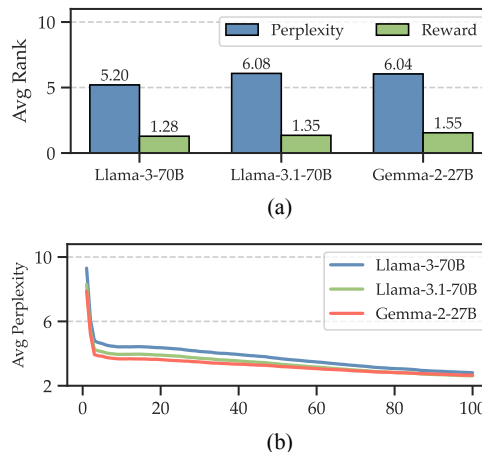 Avg Rank
10
5
0
Perplexity Reward
5.20 1.28 6.08 1.35 6.04 1.55
Llama-3-70B Llama-3.1-70B Gemma-2-27B
(a)
Avg Perplexity
10
6
2
Llama-3-70B
Llama-3.1-70B
Gemma-2-27B
0 20 40 60 80 100
(b)